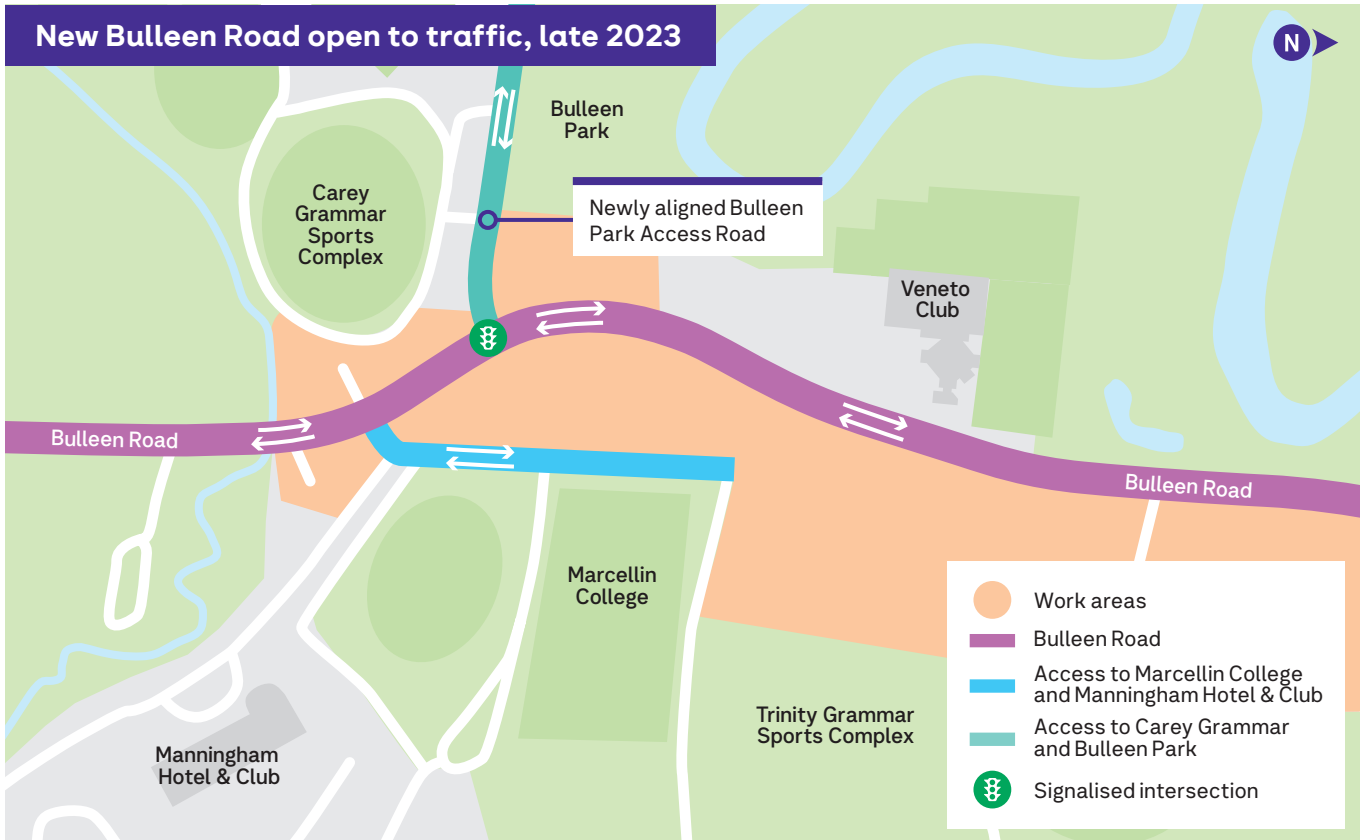 New Bulleen Road open to traffic, late 2023
N
Bulleen
Park
Carey
Grammar
Sports
Complex
Newly aligned Bulleen
Park Access Road
Veneto
Club
Bulleen Road
Bulleen Road
Marcellin
College
Trinity Grammar
Sports Complex
Manningham
Hotel & Club
Work areas
Bulleen Road
Access to Marcellin College
and Manningham Hotel & Club
Access to Carey Grammar
and Bulleen Park
Signalised intersection